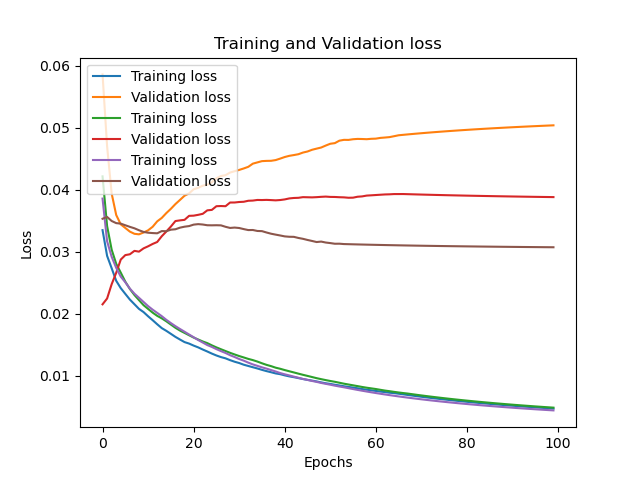 Training and Validation loss
Training loss
Validation loss
Training loss
Validation loss
Training loss
Validation loss
Loss
0.06
0.05
0.04
0.03
0.02
0.01
0 20 40 60 80 100
Epochs